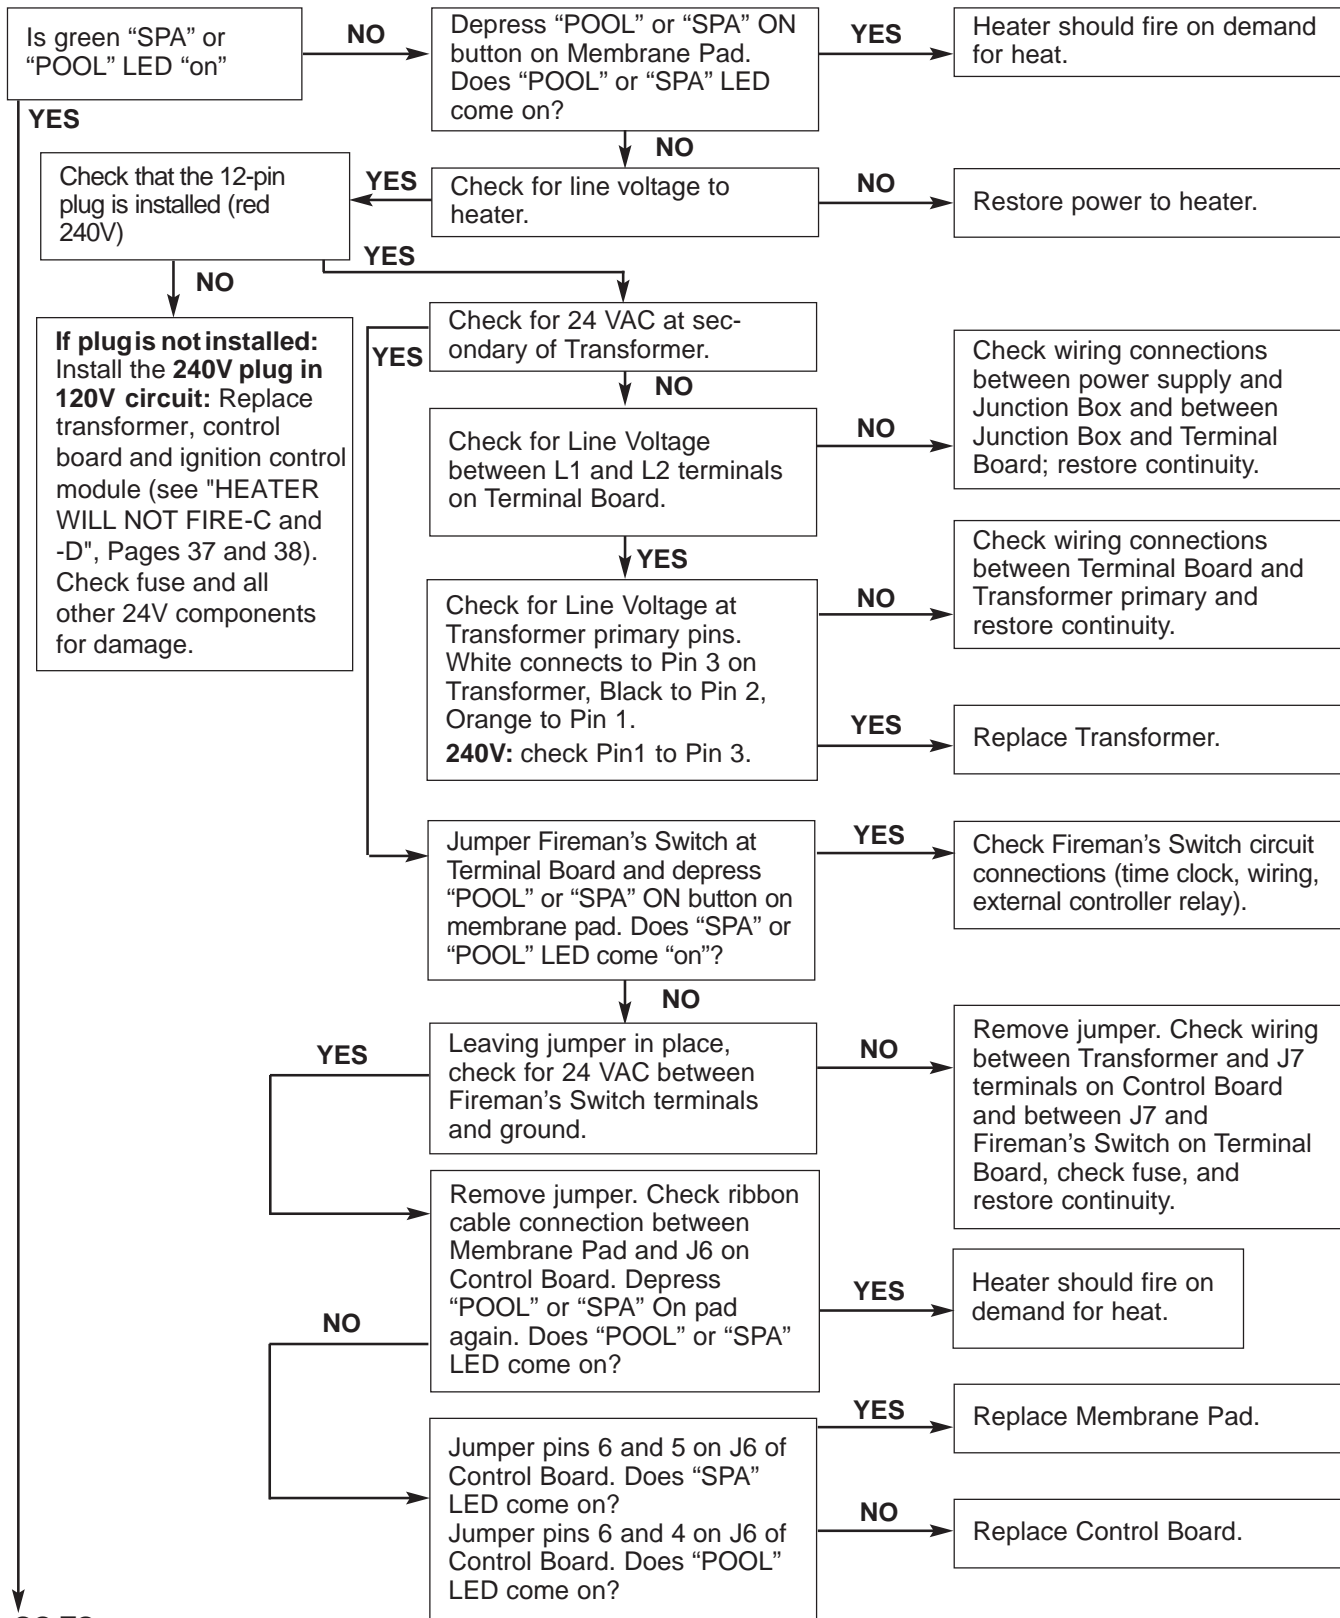 Is green “SPA” or
“POOL” LED “on”
NO
Depress “POOL” or “SPA” ON
button on Membrane Pad.
Does “POOL” or “SPA” LED
come on?
YES
Heater should fire on demand
for heat.
YES
NO
Check that the 12-pin
plug is installed (red
240V)
YES
Check for line voltage to
heater.
NO
Restore power to heater.
YES
NO
If plug is not installed:
Install the 240V plug in
120V circuit: Replace
transformer, control
board and ignition control
module (see "HEATER
WILL NOT FIRE-C and
-D", Pages 37 and 38).
Check fuse and all
other 24V components
for damage.
YES
Check for 24 VAC at sec-
ondary of Transformer.
NO
Check for Line Voltage
between L1 and L2 terminals
on Terminal Board.
NO
Check wiring connections
between power supply and
Junction Box and between
Junction Box and Terminal
Board; restore continuity.
YES
Check for Line Voltage at
Transformer primary pins.
White connects to Pin 3 on
Transformer, Black to Pin 2,
Orange to Pin 1.
240V: check Pin1 to Pin 3.
NO
Check wiring connections
between Terminal Board and
Transformer primary and
restore continuity.
YES
Replace Transformer.
Jumper Fireman’s Switch at
Terminal Board and depress
“POOL” or “SPA” ON button on
membrane pad. Does “SPA” or
“POOL” LED come “on”?
YES
Check Fireman’s Switch circuit
connections (time clock, wiring,
external controller relay).
NO
YES
Leaving jumper in place,
check for 24 VAC between
Fireman’s Switch terminals
and ground.
NO
Remove jumper. Check wiring
between Transformer and J7
terminals on Control Board
and between J7 and
Fireman’s Switch on Terminal
Board, check fuse, and
restore continuity.
Remove jumper. Check ribbon
cable connection between
Membrane Pad and J6 on
Control Board. Depress
“POOL” or “SPA” On pad
again. Does “POOL” or “SPA”
LED come on?
YES
Heater should fire on
demand for heat.
NO
Jumper pins 6 and 5 on J6 of
Control Board. Does “SPA”
LED come on?
Jumper pins 6 and 4 on J6 of
Control Board. Does “POOL”
LED come on?
YES
Replace Membrane Pad.
NO
Replace Control Board.